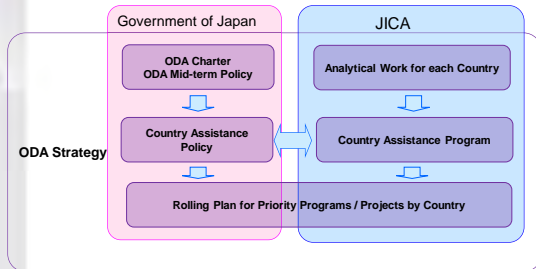 Government of Japan
JICA
ODA Charter
ODA Mid-term Policy
Analytical Work for each Country
ODA Strategy
Country Assistance
Policy
Country Assistance Program
Rolling Plan for Priority Programs / Projects by Country